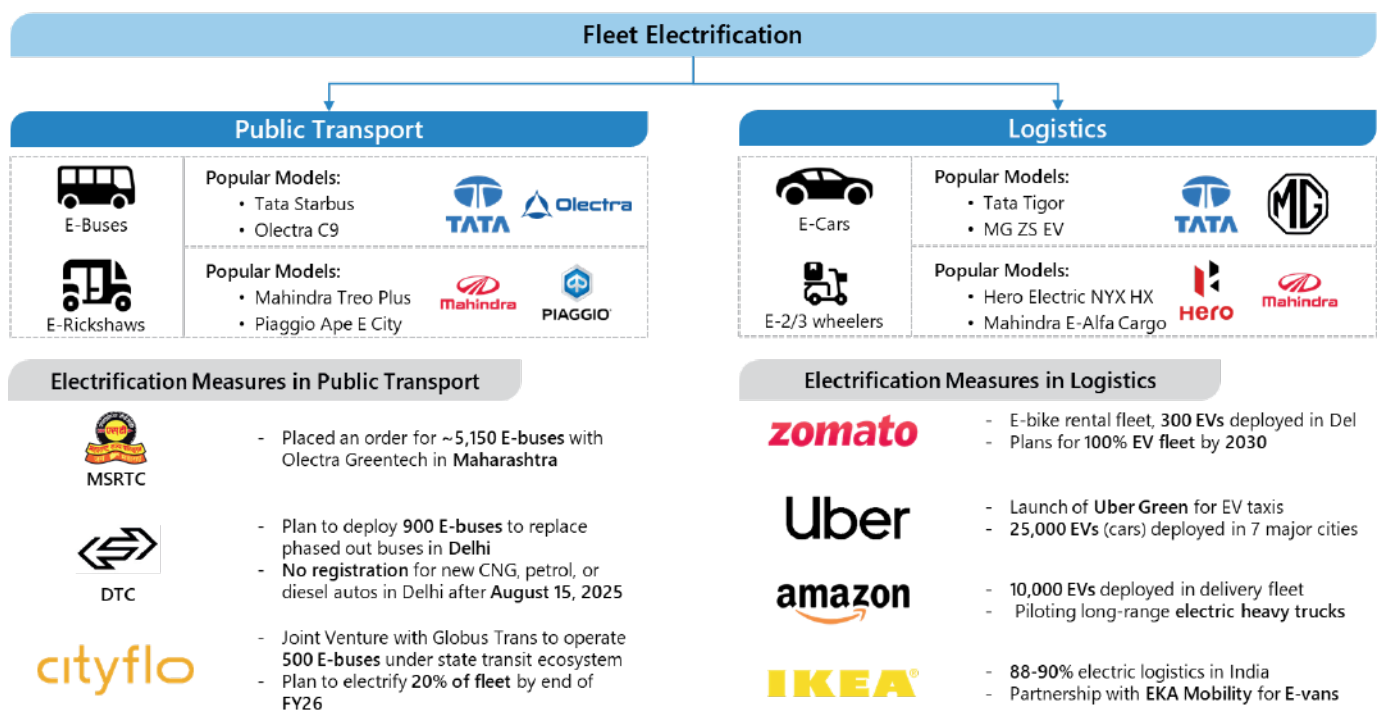 Fleet Electrification
Public Transport
E-Buses
Popular Models:
• Tata Starbus
• Olectra C9
TATA
Olectra
E-Rickshaws
Popular Models:
• Mahindra Treo Plus
• Piaggio Ape E City
Mahindra
PIAGGIO
Logistics
E-Cars
Popular Models:
• Tata Tigor
• MG ZS EV
TATA
MG
E-2/3 wheelers
Popular Models:
• Hero Electric NYX HX
• Mahindra E-Alfa Cargo
Hero
Mahindra
Electrification Measures in Public Transport
MSRTC
- Placed an order for ~5,150 E-buses with
Olectra Greentech in Maharashtra
DTC
- Plan to deploy 900 E-buses to replace
phased out buses in Delhi
- No registration for new CNG, petrol, or
diesel autos in Delhi after August 15, 2025
cityflo
- Joint Venture with Globus Trans to operate
500 E-buses under state transit ecosystem
- Plan to electrify 20% of fleet by end of
FY26
Electrification Measures in Logistics
zomato
- E-bike rental fleet, 300 EVs deployed in Del
- Plans for 100% EV fleet by 2030
Uber
- Launch of Uber Green for EV taxis
- 25,000 EVs (cars) deployed in 7 major cities
amazon
- 10,000 EVs deployed in delivery fleet
- Piloting long-range electric heavy trucks
IKEA®
- 88-90% electric logistics in India
- Partnership with EKA Mobility for E-vans